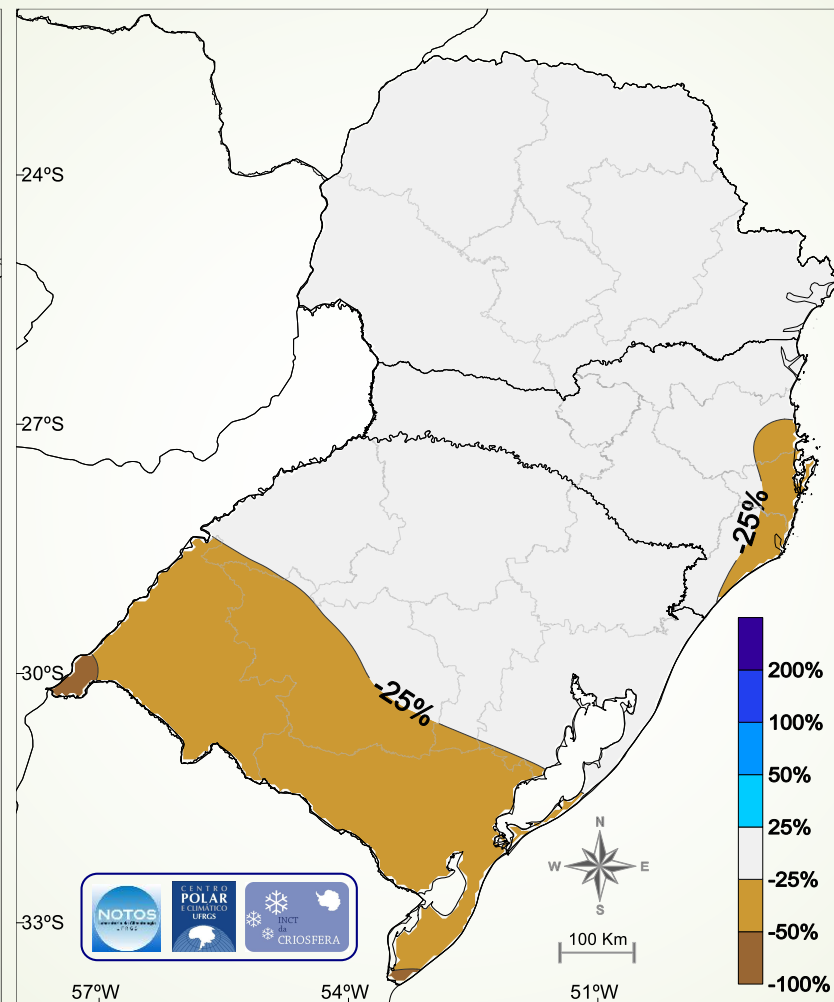 24ºS
27ºS
-25%
30ºS
-25%
200%
100%
50%
25%
-25%
-50%
-100%
N
W E
S
100 Km
33ºS
NOTOS
CENTRO
POLAR
E CLIMÁTICO
UFRGS
INCT
da
CRIOSFERA
57ºW 54ºW 51ºW